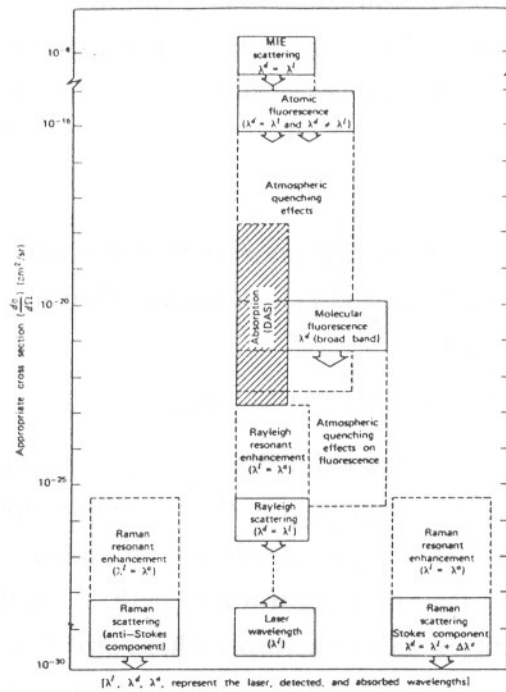 Appropriate cross section (dσ/dΩ) (cm²/sr)
10⁻⁸
10⁻¹⁶
10⁻²⁰
10⁻²⁵
10⁻³⁰
MIE
scattering
λᵈ = λˡ
Atomic
fluorescence
(λᵈ = λˡ and λᵈ ≠ λˡ)
Atmospheric
quenching
effects
Absorption
(DAS)
Molecular
fluorescence
λᵈ (broad band)
Rayleigh
resonant
enhancement
(λˡ = λᵃ)
Atmospheric
quenching
effects on
fluorescence
Rayleigh
scattering
(λᵈ = λˡ)
Raman
resonant
enhancement
(λˡ = λᵃ)
Raman
scattering
(anti-Stokes
component)
Laser
wavelength
(λˡ)
Raman
resonant
enhancement
(λˡ = λᵃ)
Raman
scattering
Stokes component
λᵈ = λˡ +
[λˡ, λᵈ, λᵃ, represent the laser, detected, and absorbed wavelengths]